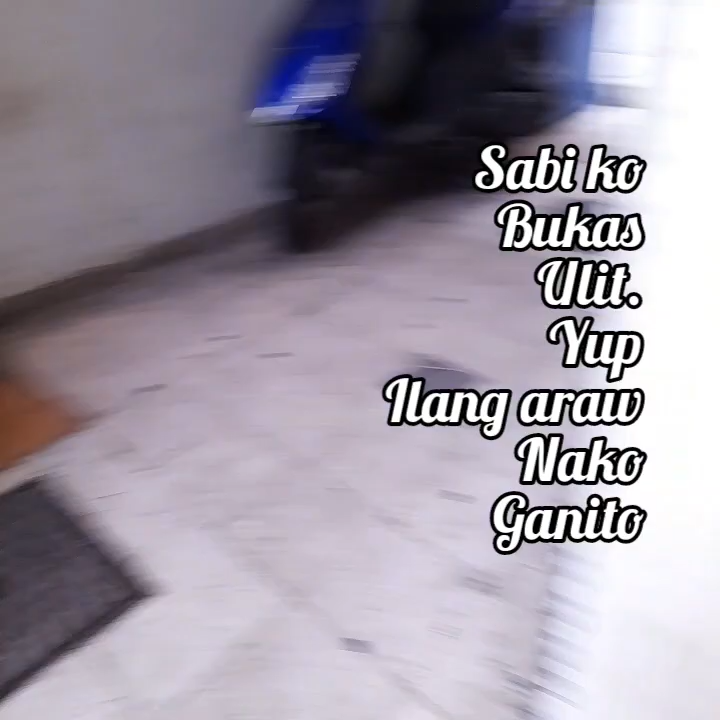 Sabi ko
Bukas
Ulit.
Yup
Ilang araw
Nako
Ganito